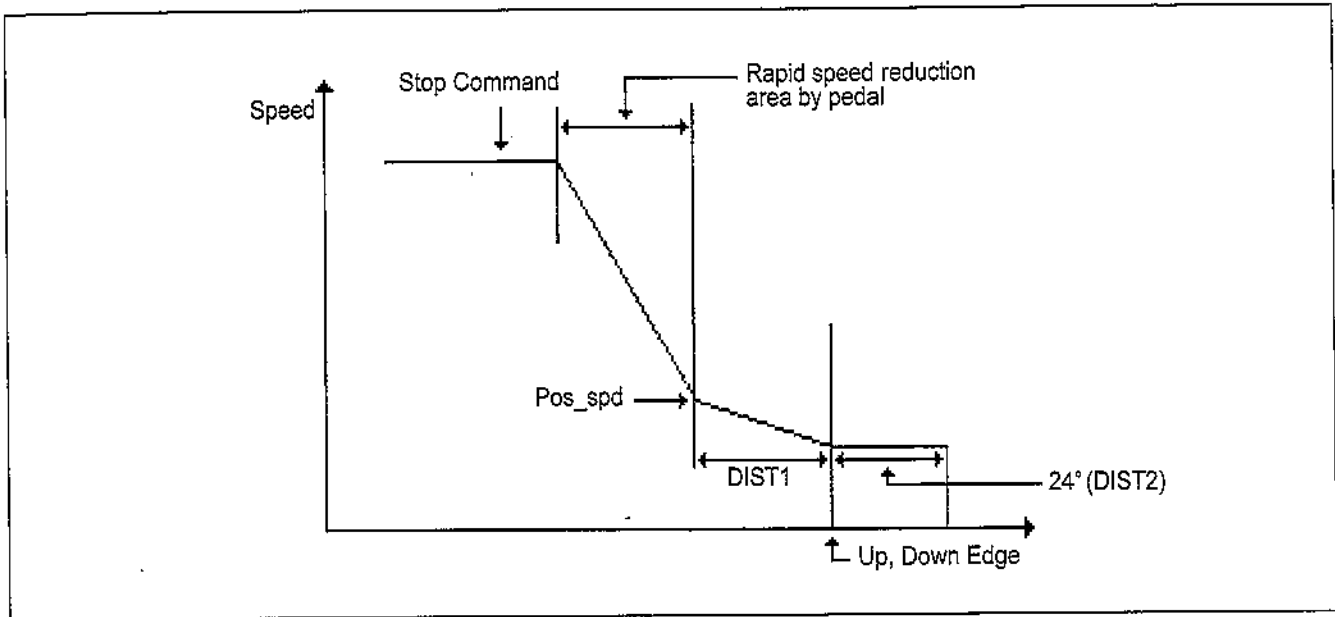 Stop Command
Rapid speed reduction
area by pedal
Speed
Pos_spd
DIST1
24° (DIST2)
Up, Down Edge